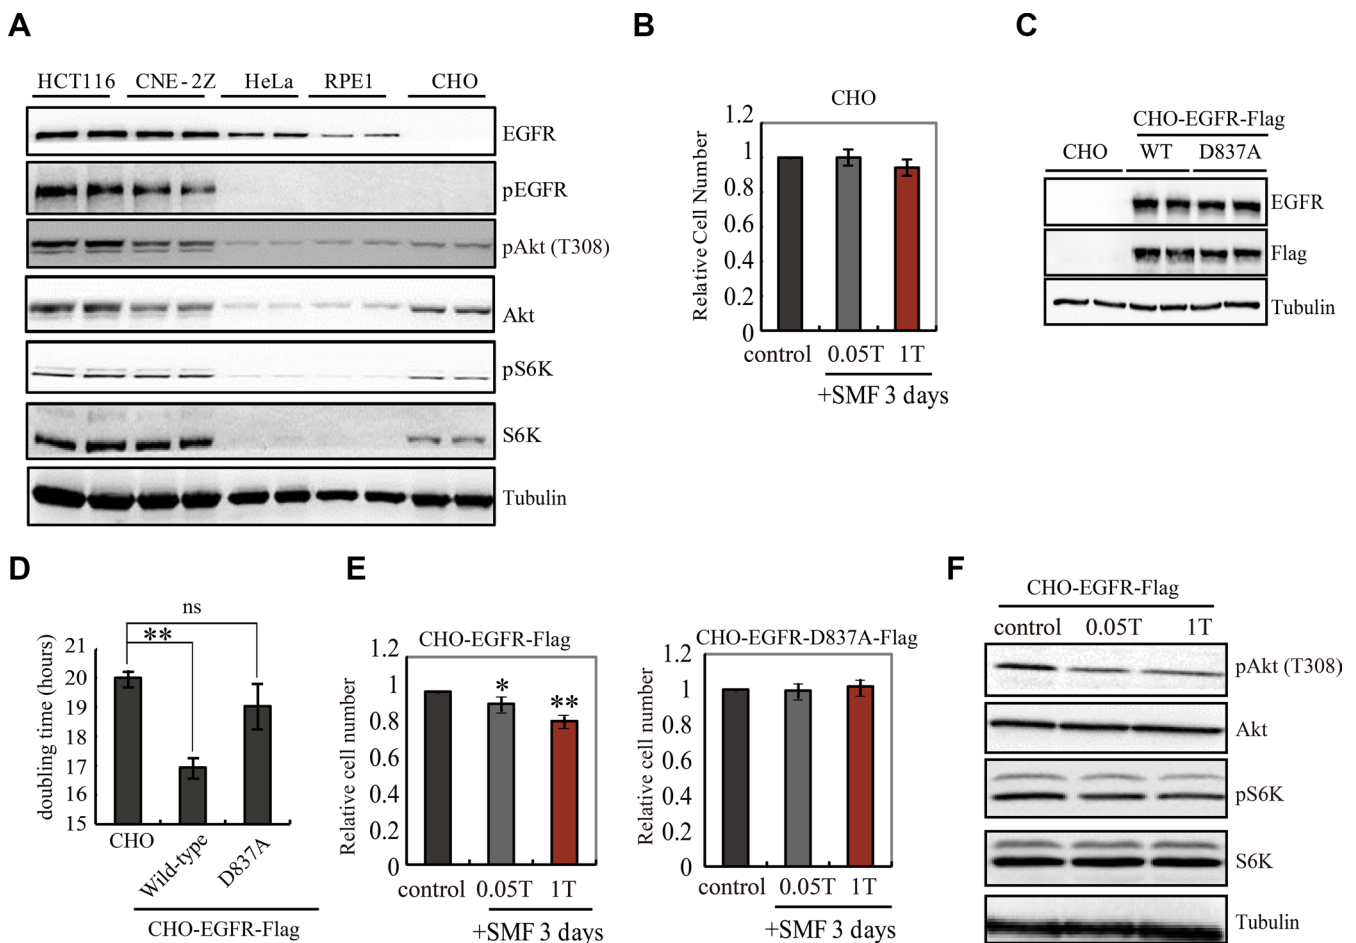 A
HCT116 CNE-2Z HeLa RPE1 CHO
EGFR
pEGFR
pAkt (T308)
Akt
pS6K
S6K
Tubulin
B
CHO
Relative Cell Number
1.2
1
0.8
0.6
0.4
0.2
0
control 0.05T 1T
+SMF 3 days
C
CHO-EGFR-Flag
CHO WT D837A
EGFR
Flag
Tubulin
D
ns
**
doubling time (hours)
21
20
19
18
17
16
15
CHO
Wild-type
D837A
CHO-EGFR-Flag
E
CHO-EGFR-Flag
Relative cell number
1.2
1
0.8
0.6
0.4
0.2
0
*
**
control 0.05T 1T
+SMF 3 days
CHO-EGFR-D837A-Flag
Relative cell number
1.2
1
0.8
0.6
0.4
0.2
0
control 0.05T 1T
+SMF 3 days
F
CHO-EGFR-Flag
control 0.05T 1T
pAkt (T308)
Akt
pS6K
S6K
Tubulin